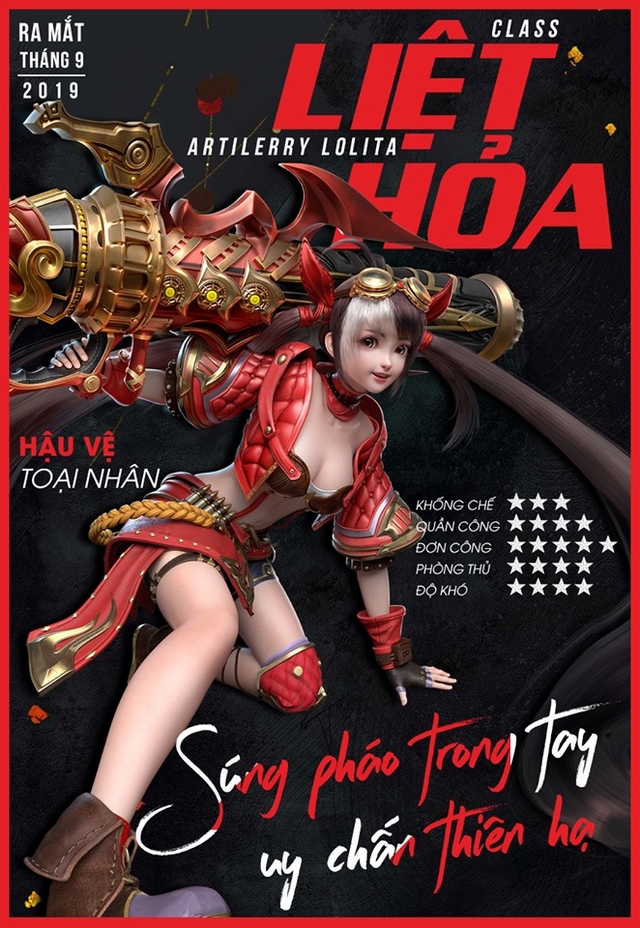 RA MẮT
THÁNG 9
2019
CLASS
LIỆT
ARTILERRY LOLITA
HỎA
HẬU VỆ
TOẠI NHÂN
KHỐNG CHẾ
QUẦN CÔNG
ĐƠN CÔNG
PHÒNG THỦ
ĐỘ KHÓ
Súng pháo trong tay
uy chấn thiên hạ